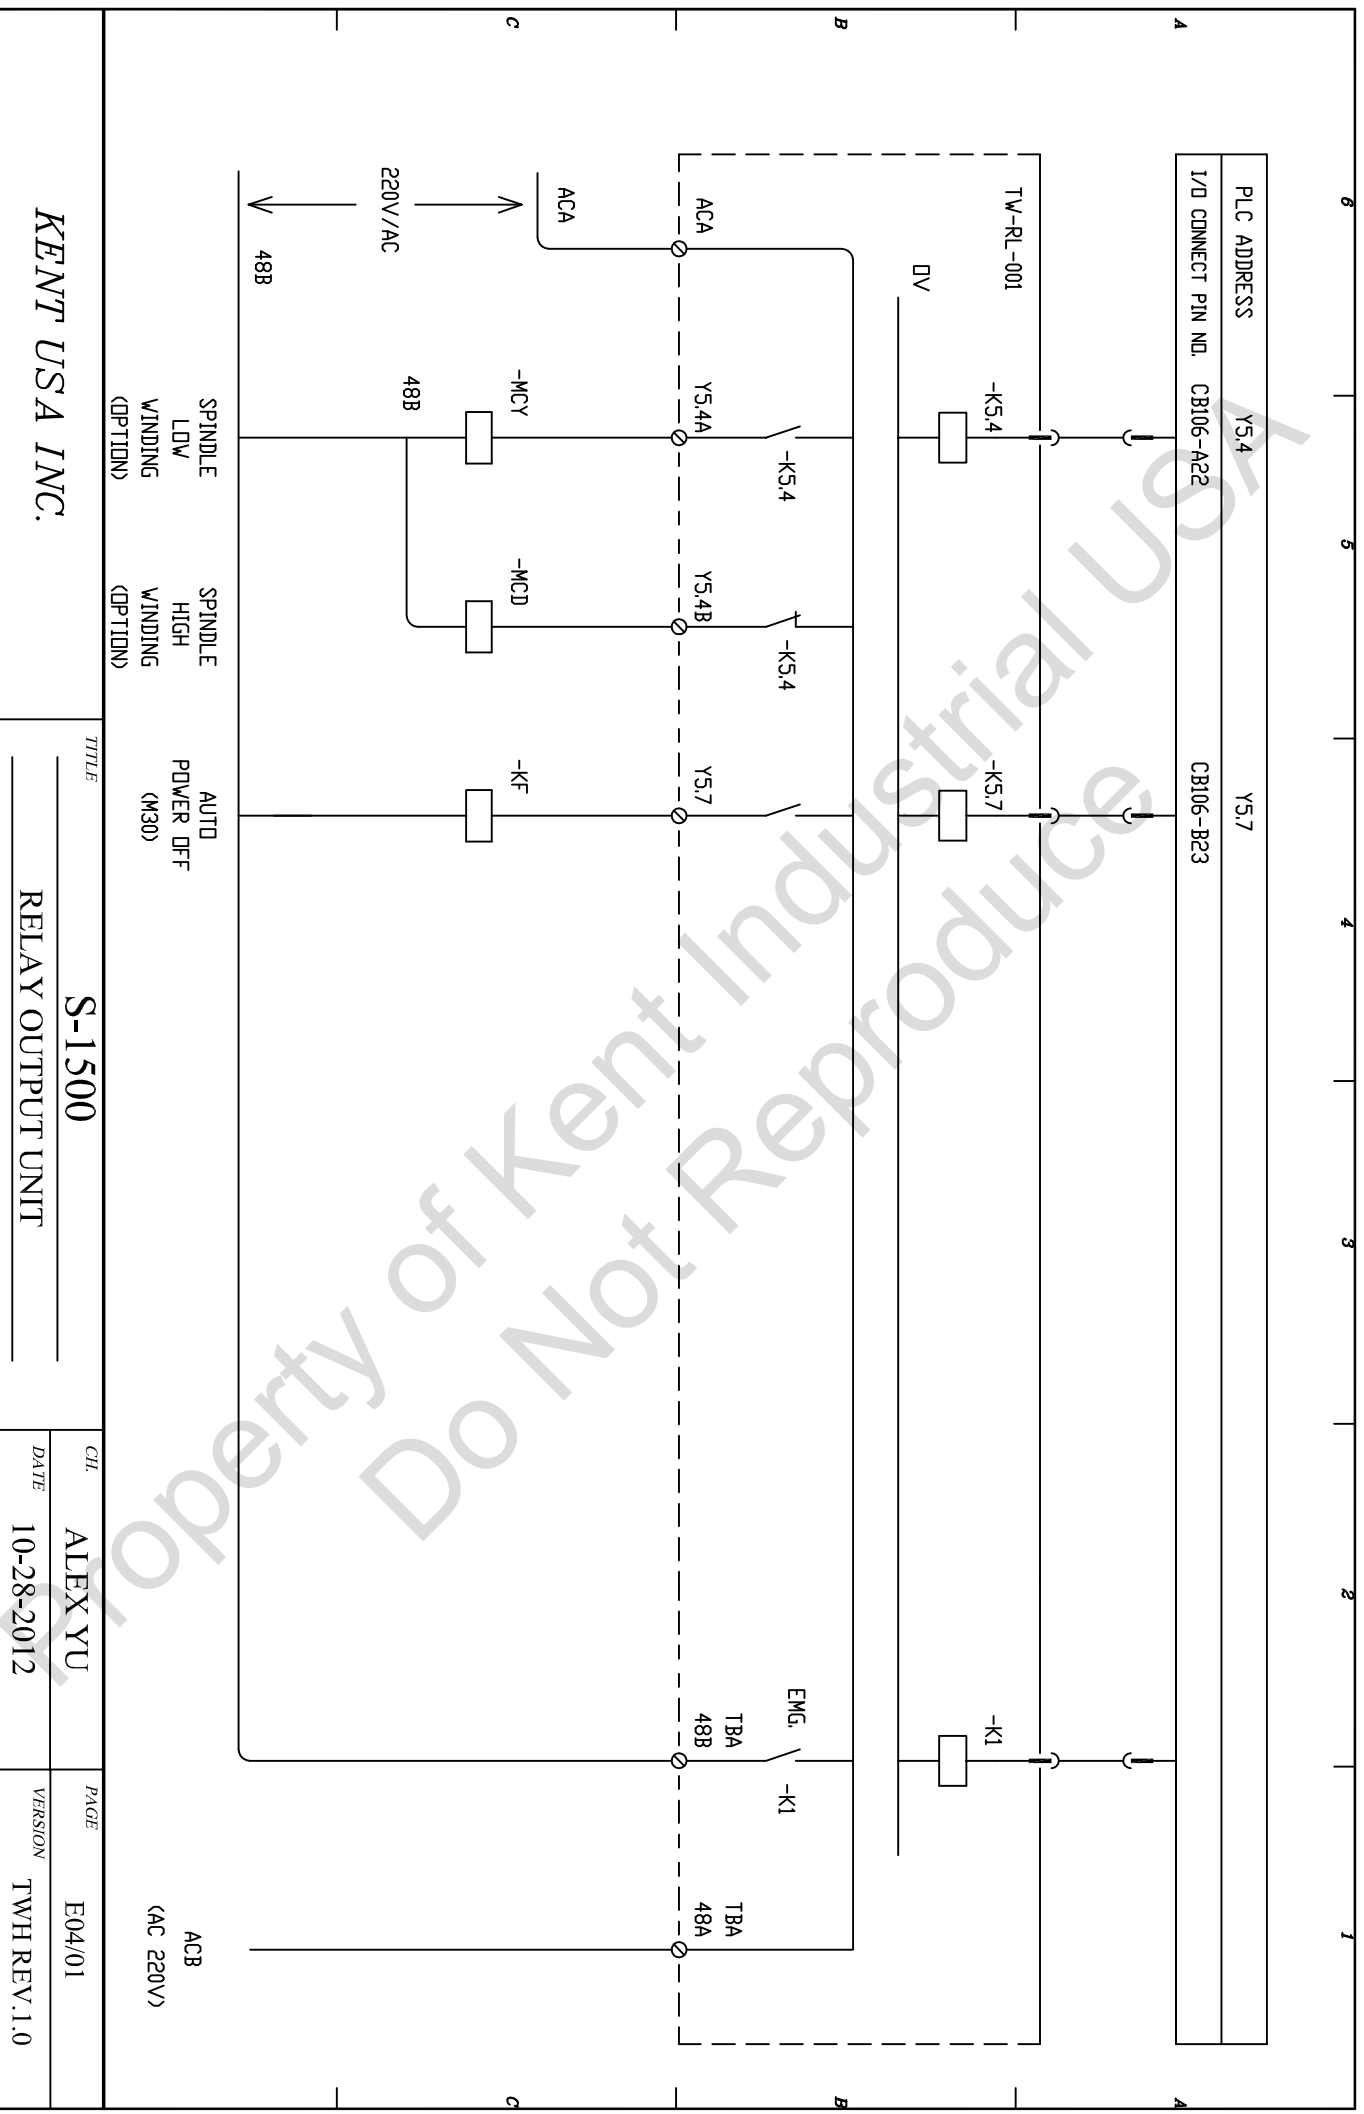 6
5
4
3
2
1
A
A
B
B
C
C
PLC ADDRESS
Y5.4
Y5.7
I/O CONNECT PIN NO.
CB106-A22
CB106-B23
TW-RL-001
-K5.4
-K5.7
-K1
0V
-K5.4
-K5.4
EMG.
-K1
ACA
Y5.4A
Y5.4B
Y5.7
TBA
48B
TBA
48A
ACA
-MCY
-MCD
-KF
220V/AC
48B
48B
SPINDLE
LOW
WINDING
(OPTION)
SPINDLE
HIGH
WINDING
(OPTION)
AUTO
POWER OFF
(M30)
ACB
(AC 220V)
KENT USA INC.
TITLE
S-1500
RELAY OUTPUT UNIT
CH.
ALEX YU
DATE
10-28-2012
PAGE
E04/01
VERSION
TWH REV.1.0
Property of Kent Industrial USA
Do Not Reproduce